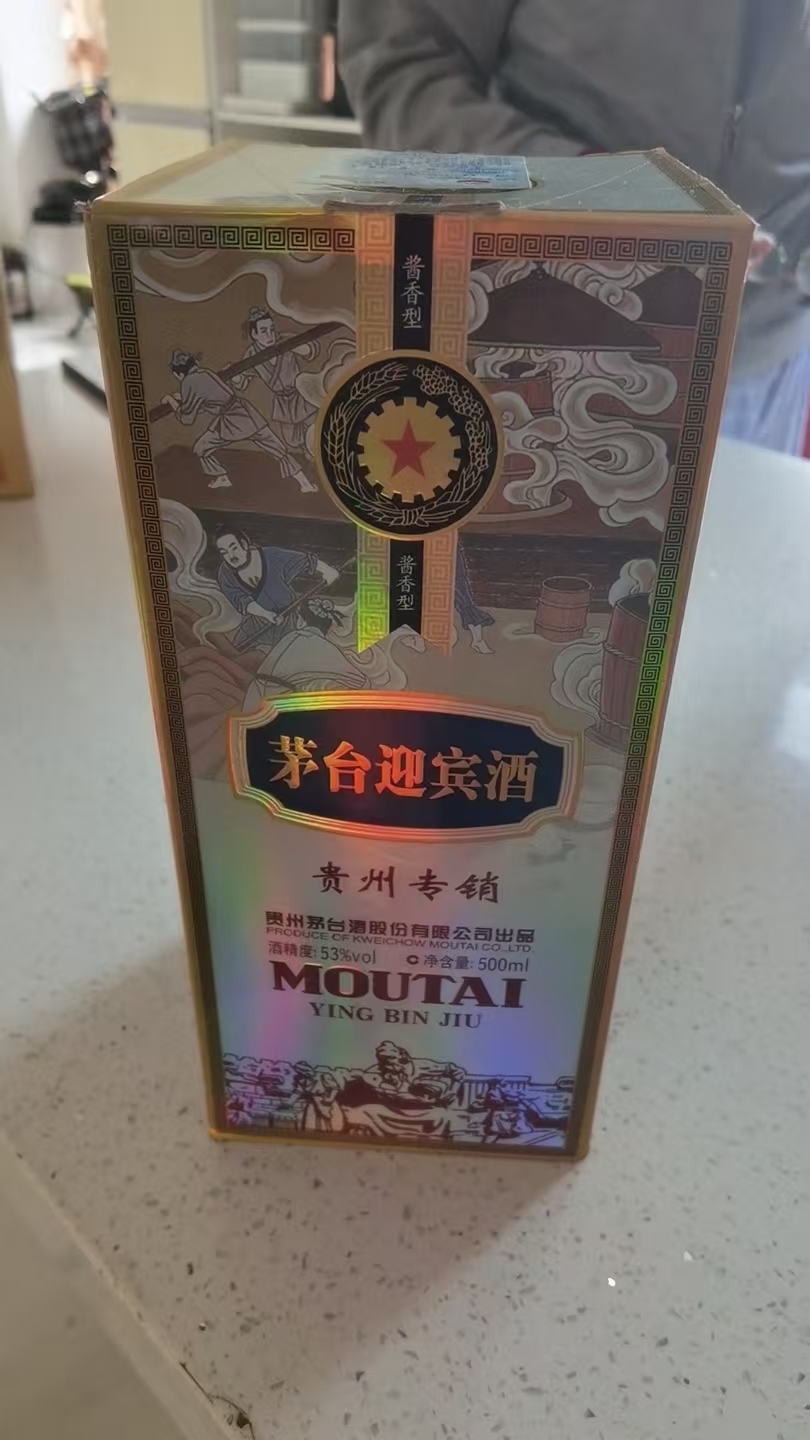 酱香型
酱香型
茅台迎宾酒
贵州专销
贵州茅台酒股份有限公司出品
PRODUCE OF KWEICHOW MOUTAI CO.,LTD.
酒精度:53%vol 净含量:500ml
MOUTAI
YING BIN JIU